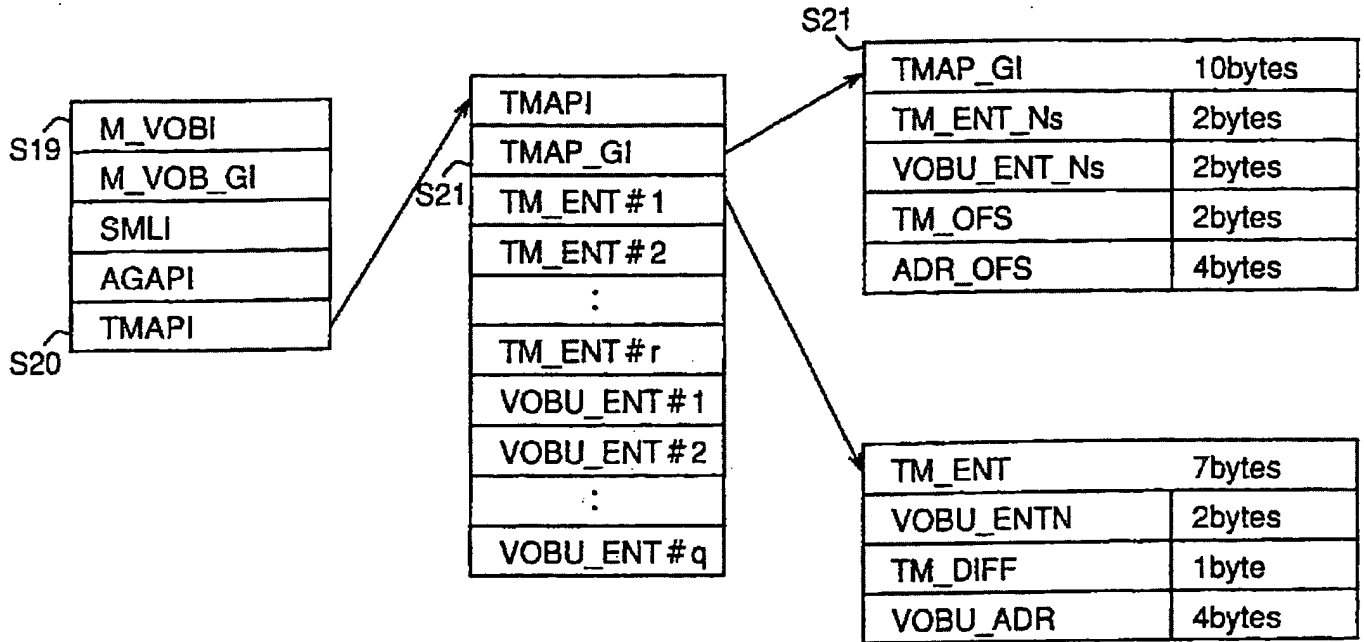 S19
M_VOBI
M_VOB_GI
SMLI
AGAPI
TMAPI
S20
TMAPI
TMAP_GI
S21
TM_ENT#1
TM_ENT#2
:
TM_ENT#r
VOBU_ENT#1
VOBU_ENT#2
:
VOBU_ENT#q
S21
TMAP_GI 10bytes
TM_ENT_Ns 2bytes
VOBU_ENT_Ns 2bytes
TM_OFS 2bytes
ADR_OFS 4bytes
TM_ENT 7bytes
VOBU_ENTN 2bytes
TM_DIFF 1byte
VOBU_ADR 4bytes